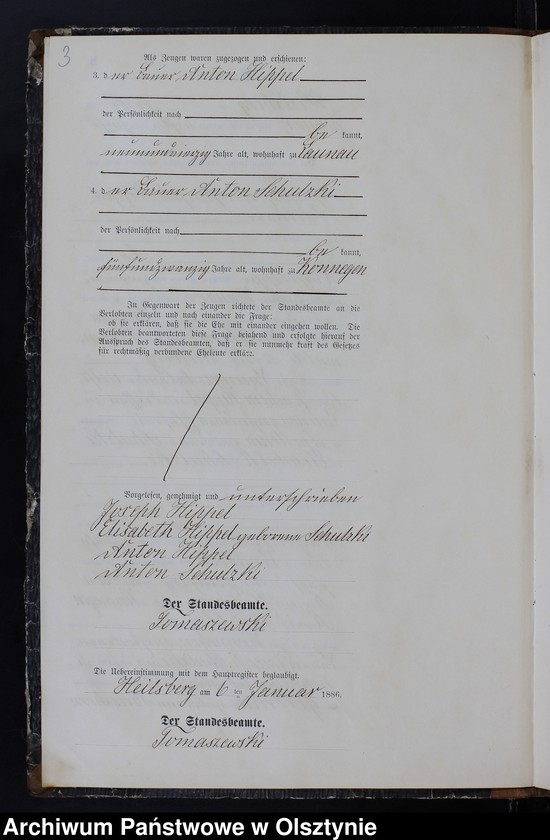 3
Als Zeugen waren zugezogen und erschienen:
3. der Bauer Anton Hippel
der Persönlichkeit nach
be kannt,
neunundvierzig Jahre alt, wohnhaft zu Launau
4. der Bauer Anton Schulzki
der Persönlichkeit nach
be kannt,
fünfundzwanzig Jahre alt, wohnhaft zu Konnegen
In Gegenwart der Zeugen richtete der Standesbeamte an die
Verlobten einzeln und nach einander die Frage:
ob sie erklären, daß sie die Ehe mit einander eingehen wollen. Die
Verlobten beantworteten diese Frage bejahend und erfolgte hierauf der
Ausspruch des Standesbeamten, daß er sie nunmehr kraft des Gesetzes
für rechtmäßig verbundene Eheleute erkläre.
Vorgelesen, genehmigt und unterschrieben
Joseph Hippel
Elisabeth Hippel geborene Schulzki
Anton Hippel
Anton Schulzki
Der Standesbeamte.
Tomaszewski
Die Uebereinstimmung mit dem Hauptregister beglaubigt.
Heilsberg am 6 ten Januar 1886.
Der Standesbeamte.
Tomaszewski
Archiwum Państwowe w Olsztynie